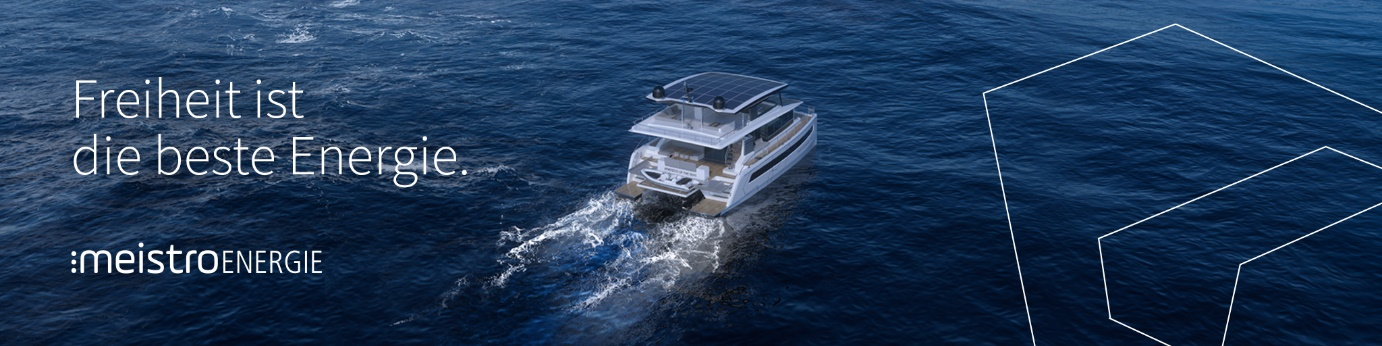 Freiheit ist
die beste Energie.
meistroENERGIE